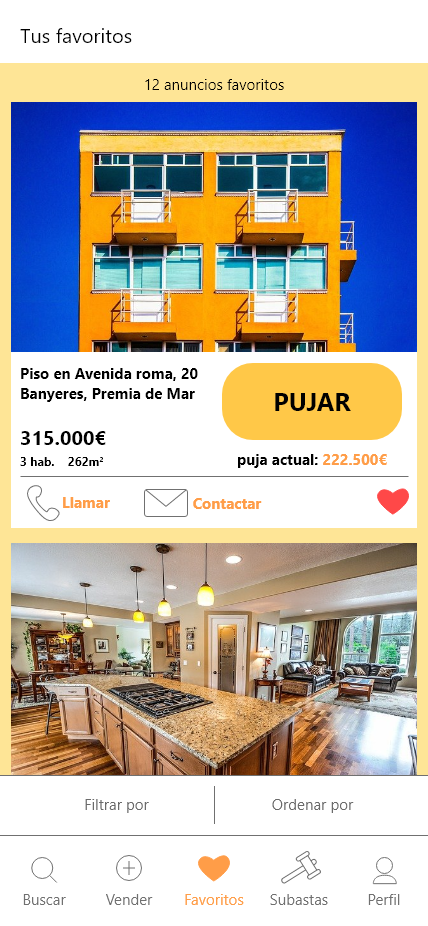 Tus favoritos
12 anuncios favoritos
Piso en Avenida roma, 20
Banyeres, Premia de Mar
PUJAR
315.000€
3 hab. 262m²
puja actual: 222.500€
Llamar
Contactar
Filtrar por
Ordenar por
Buscar
Vender
Favoritos
Subastas
Perfil